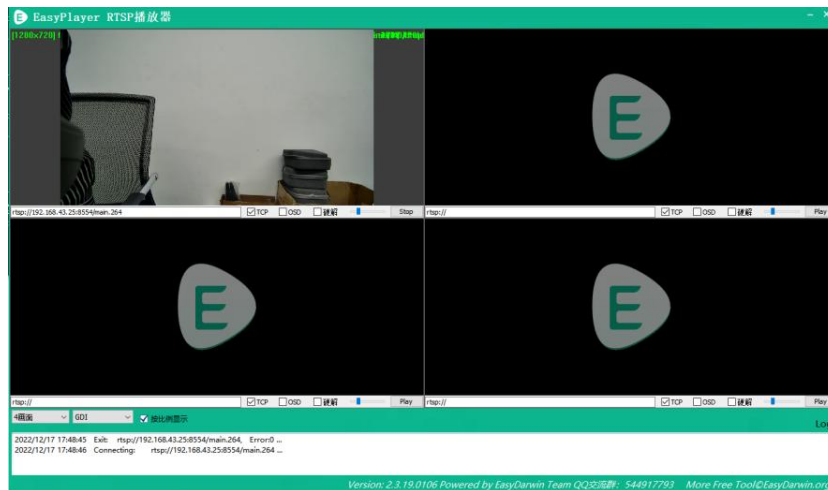 EasyPlayer RTSP播放器
[1280x720]
rtsp://192.168.43.25:8554/main.264 TCP OSD 硬解 Stop
rtsp:// TCP OSD 硬解 Play
rtsp:// TCP OSD 硬解 Play
rtsp:// TCP OSD 硬解 Play
4画面 GDI 按比例显示
Log
2022/12/17 17:48:45 Exit: rtsp://192.168.43.25:8554/main.264, Error:0 ...
2022/12/17 17:48:46 Connecting: rtsp://192.168.43.25:8554/main.264 ...
Version: 2.3.19.0106 Powered by EasyDarwin Team QQ交流群: 544917793 More Free Tool©EasyDarwin.org